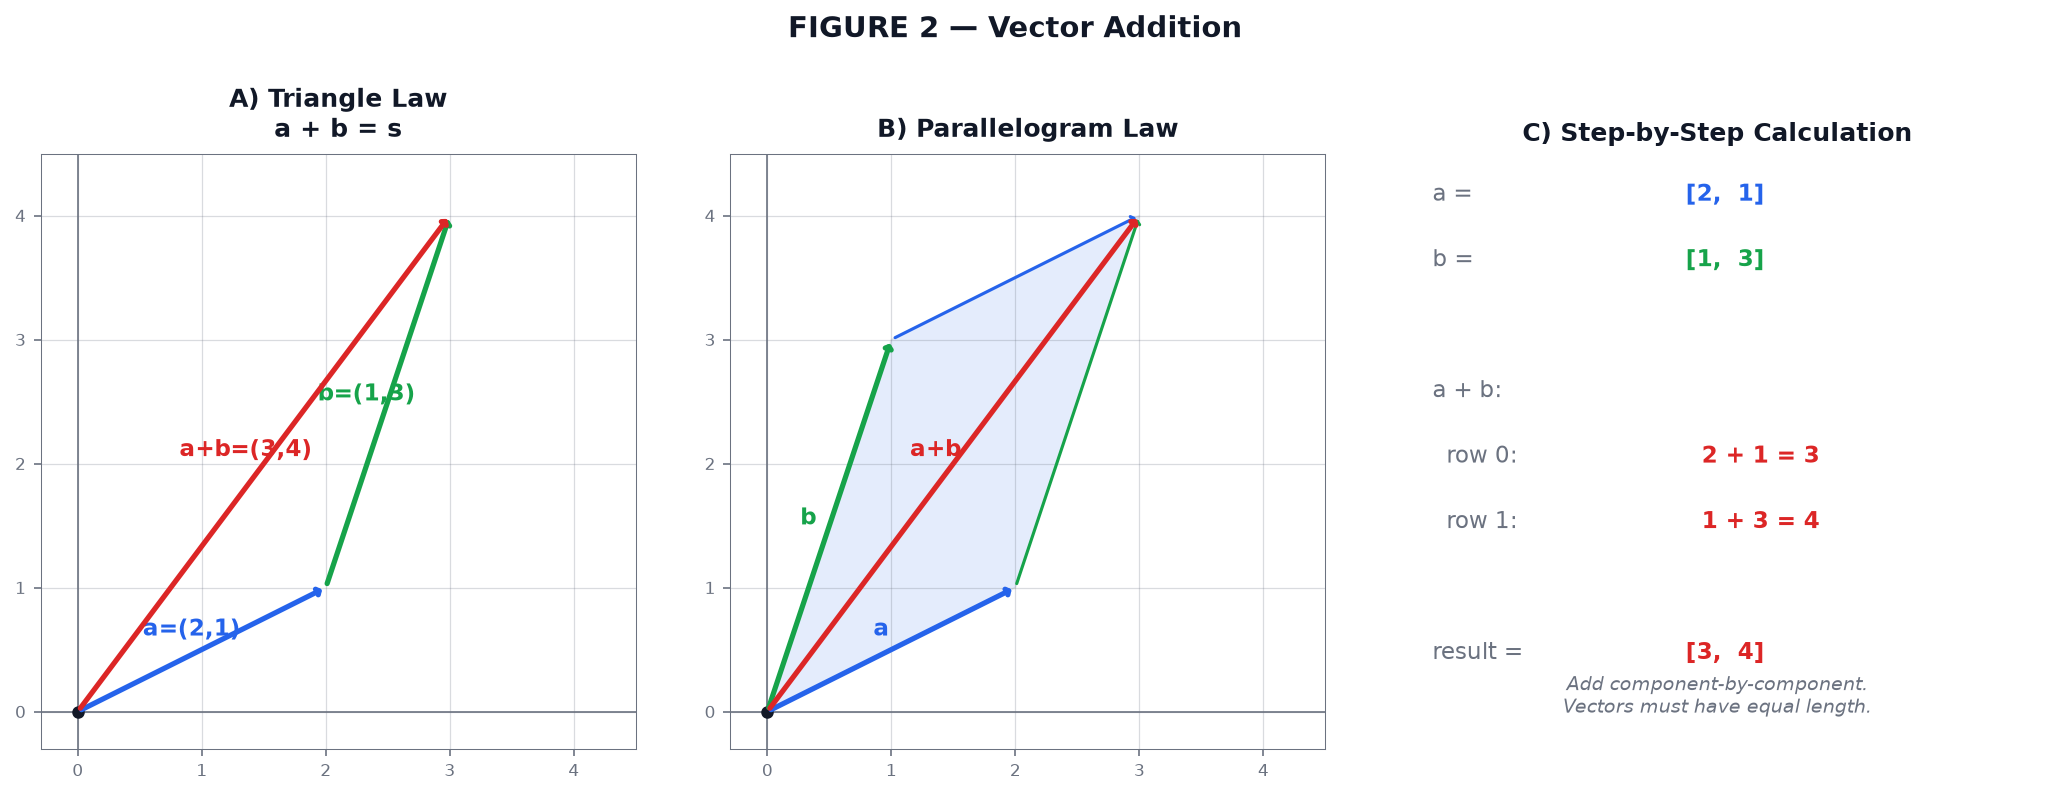 FIGURE 2 — Vector Addition
A) Triangle Law
a + b = s
4
3
2
1
0
0 1 2 3 4
b=(1,3)
a+b=(3,4)
a=(2,1)
B) Parallelogram Law
4
3
2
1
0
0 1 2 3 4
a+b
b
a
C) Step-by-Step Calculation
a = [2, 1]
b = [1, 3]
a + b:
row 0: 2 + 1 = 3
row 1: 1 + 3 = 4
result = [3, 4]
Add component-by-component.
Vectors must have equal length.